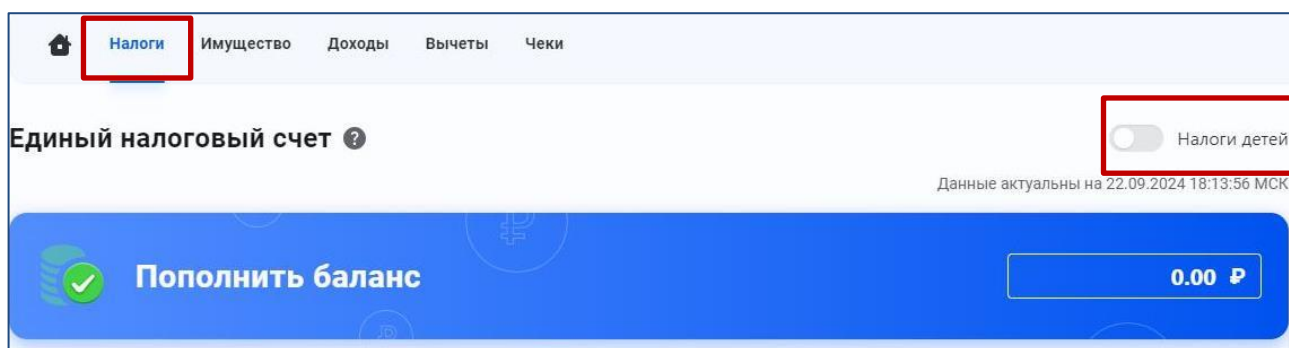 Налоги Имущество Доходы Вычеты Чеки
Единый налоговый счет ?
Налоги детей
Данные актуальны на 22.09.2024 18:13:56 МСК
Пополнить баланс 0.00 ₽